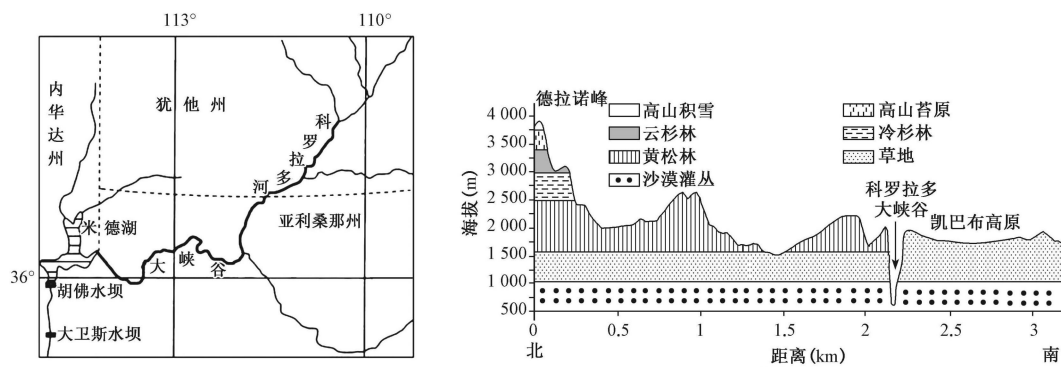 113°
110°
内华达州
犹他州
科罗拉多河
亚利桑那州
米德湖
大峡谷
36°
胡佛水坝
大卫斯水坝
德拉诺峰
高山积雪
高山苔原
云杉林
冷杉林
黄松林
草地
沙漠灌丛
科罗拉多
大峡谷
凯巴布高原
海拔(m)
4 000
3 500
3 000
2 500
2 000
1 500
1 000
500
0
0.5
1
1.5
2
2.5
3
北
距离(km)
南